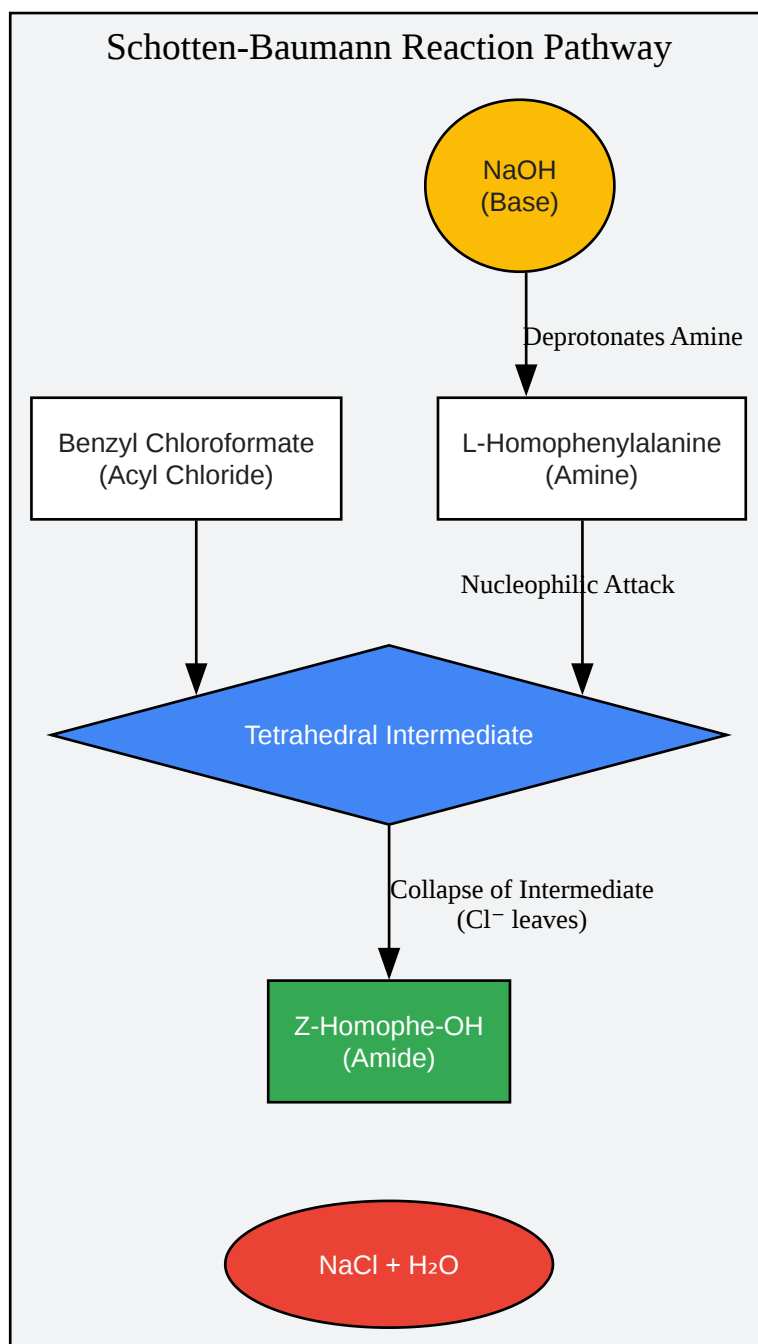 Schotten-Baumann Reaction Pathway
NaOH
(Base)
Deprotonates Amine
Benzyl Chloroformate
(Acyl Chloride)
L-Homophenylalanine
(Amine)
Nucleophilic Attack
Tetrahedral Intermediate
Collapse of Intermediate
(Cl⁻ leaves)
Z-Homophe-OH
(Amide)
NaCl + H₂O